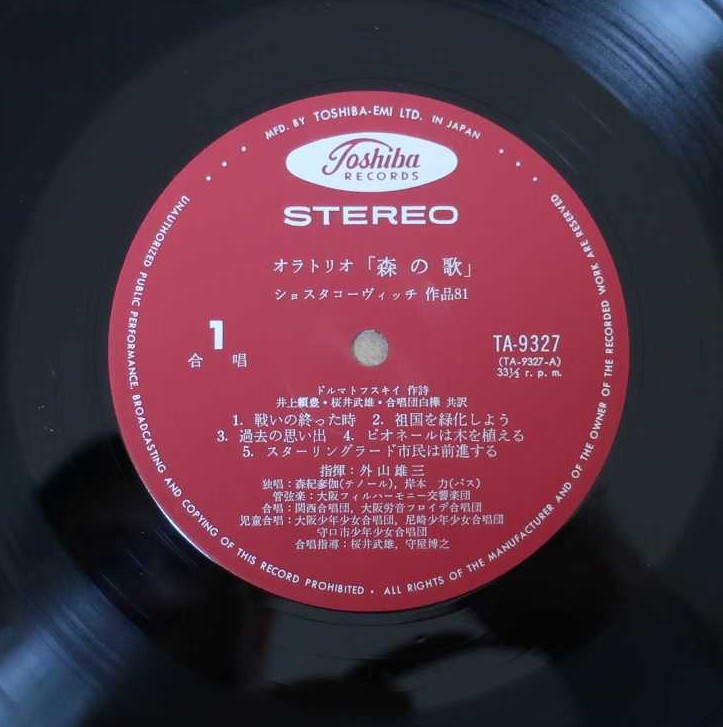 MFD. BY TOSHIBA-EMI LTD. IN JAPAN
Toshiba
RECORDS
STEREO
オラトリオ「森の歌」
ショスタコーヴィッチ 作品81
1
合唱
TA-9327
(TA-9327-A)
33⅓ r. p. m.
ドルマトフスキイ 作詩
井上頼豊・桜井武雄・合唱団白樺 共訳
1. 戦いの終った時 2. 祖国を緑化しよう
3. 過去の思い出 4. ピオネールは木を植える
5. スターリングラード市民は前進する
指揮：外山雄三
独唱：森紀参伽(テノール), 岸本 力(バス)
管弦楽：大阪フィルハーモニー交響楽団
合唱：関西合唱団, 大阪労音フロイデ合唱団
児童合唱：大阪少年少女合唱団, 尼崎少年少女合唱団
守口市少年少女合唱団
合唱指導：桜井武雄, 守屋博之
UNAUTHORIZED PUBLIC PERFORMANCE, BROADCASTING AND COPYING OF THIS RECORD PROHIBITED • ALL RIGHTS OF THE MANUFACTURER AND OF THE OWNER OF THE RECORDED WORK ARE RESERVED